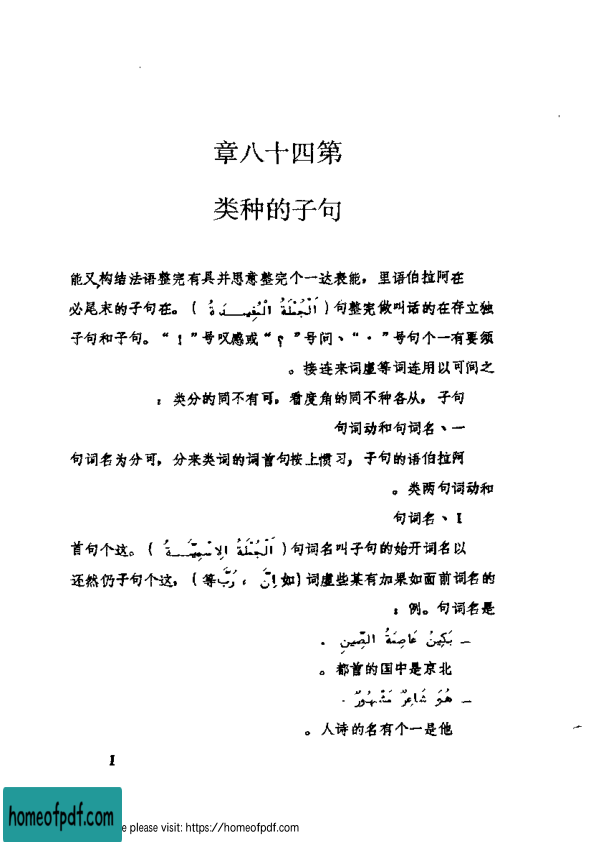 第四十八章
句子的种类
在阿拉伯语里，能表达一个完整意思并具有完整语法结构,又能
独立存在的话叫做完整句（اَلْجُمْلَةُ الْمُفِيـــدَةُ）。在句子的末尾必
须要有一个句号“·”、问号“؟”或感叹号“!”。句子和子句
之间可以用连词等虚词来连接。
句子，从各种不同的角度看，可有不同的分类：
一、名词句和动词句
阿拉伯语的句子，习惯上按句首词的词类来分，可分为名词句
和动词句两类。
I、名词句
以名词开始的句子叫名词句（اَلْجُمْلَةُ الاِسْمِيَّـــةُ）。这个句首
的名词前面如果加有某些虚词(如 إِنَّ ، رُبَّ 等)，这个句子仍然还
是名词句。例：
– بَكِينُ عَاصِمَةُ الصِّينِ .
北京是中国的首都。
– هُوَ شَاعِرٌ مَشْهُورٌ .
他是一个有名的诗人。
1
homeofpdf.com
e please visit: https://homeofpdf.com